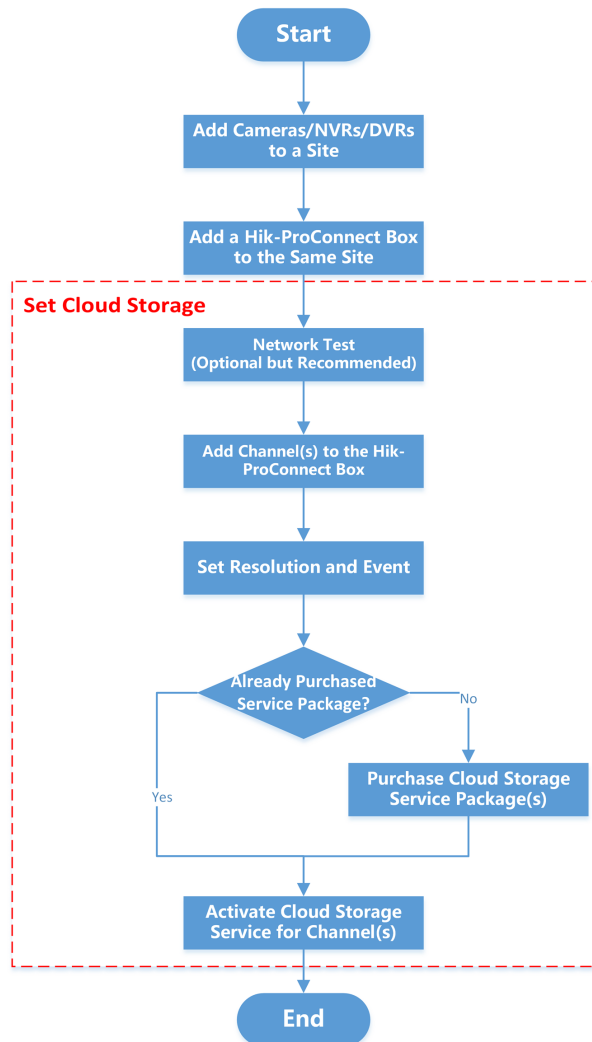 Start
Add Cameras/NVRs/DVRs
to a Site
Add a Hik-ProConnect Box
to the Same Site
Set Cloud Storage
Network Test
(Optional but Recommended)
Add Channel(s) to the Hik-
ProConnect Box
Set Resolution and Event
Already Purchased
Service Package?
No
Purchase Cloud Storage
Service Package(s)
Yes
Activate Cloud Storage
Service for Channel(s)
End